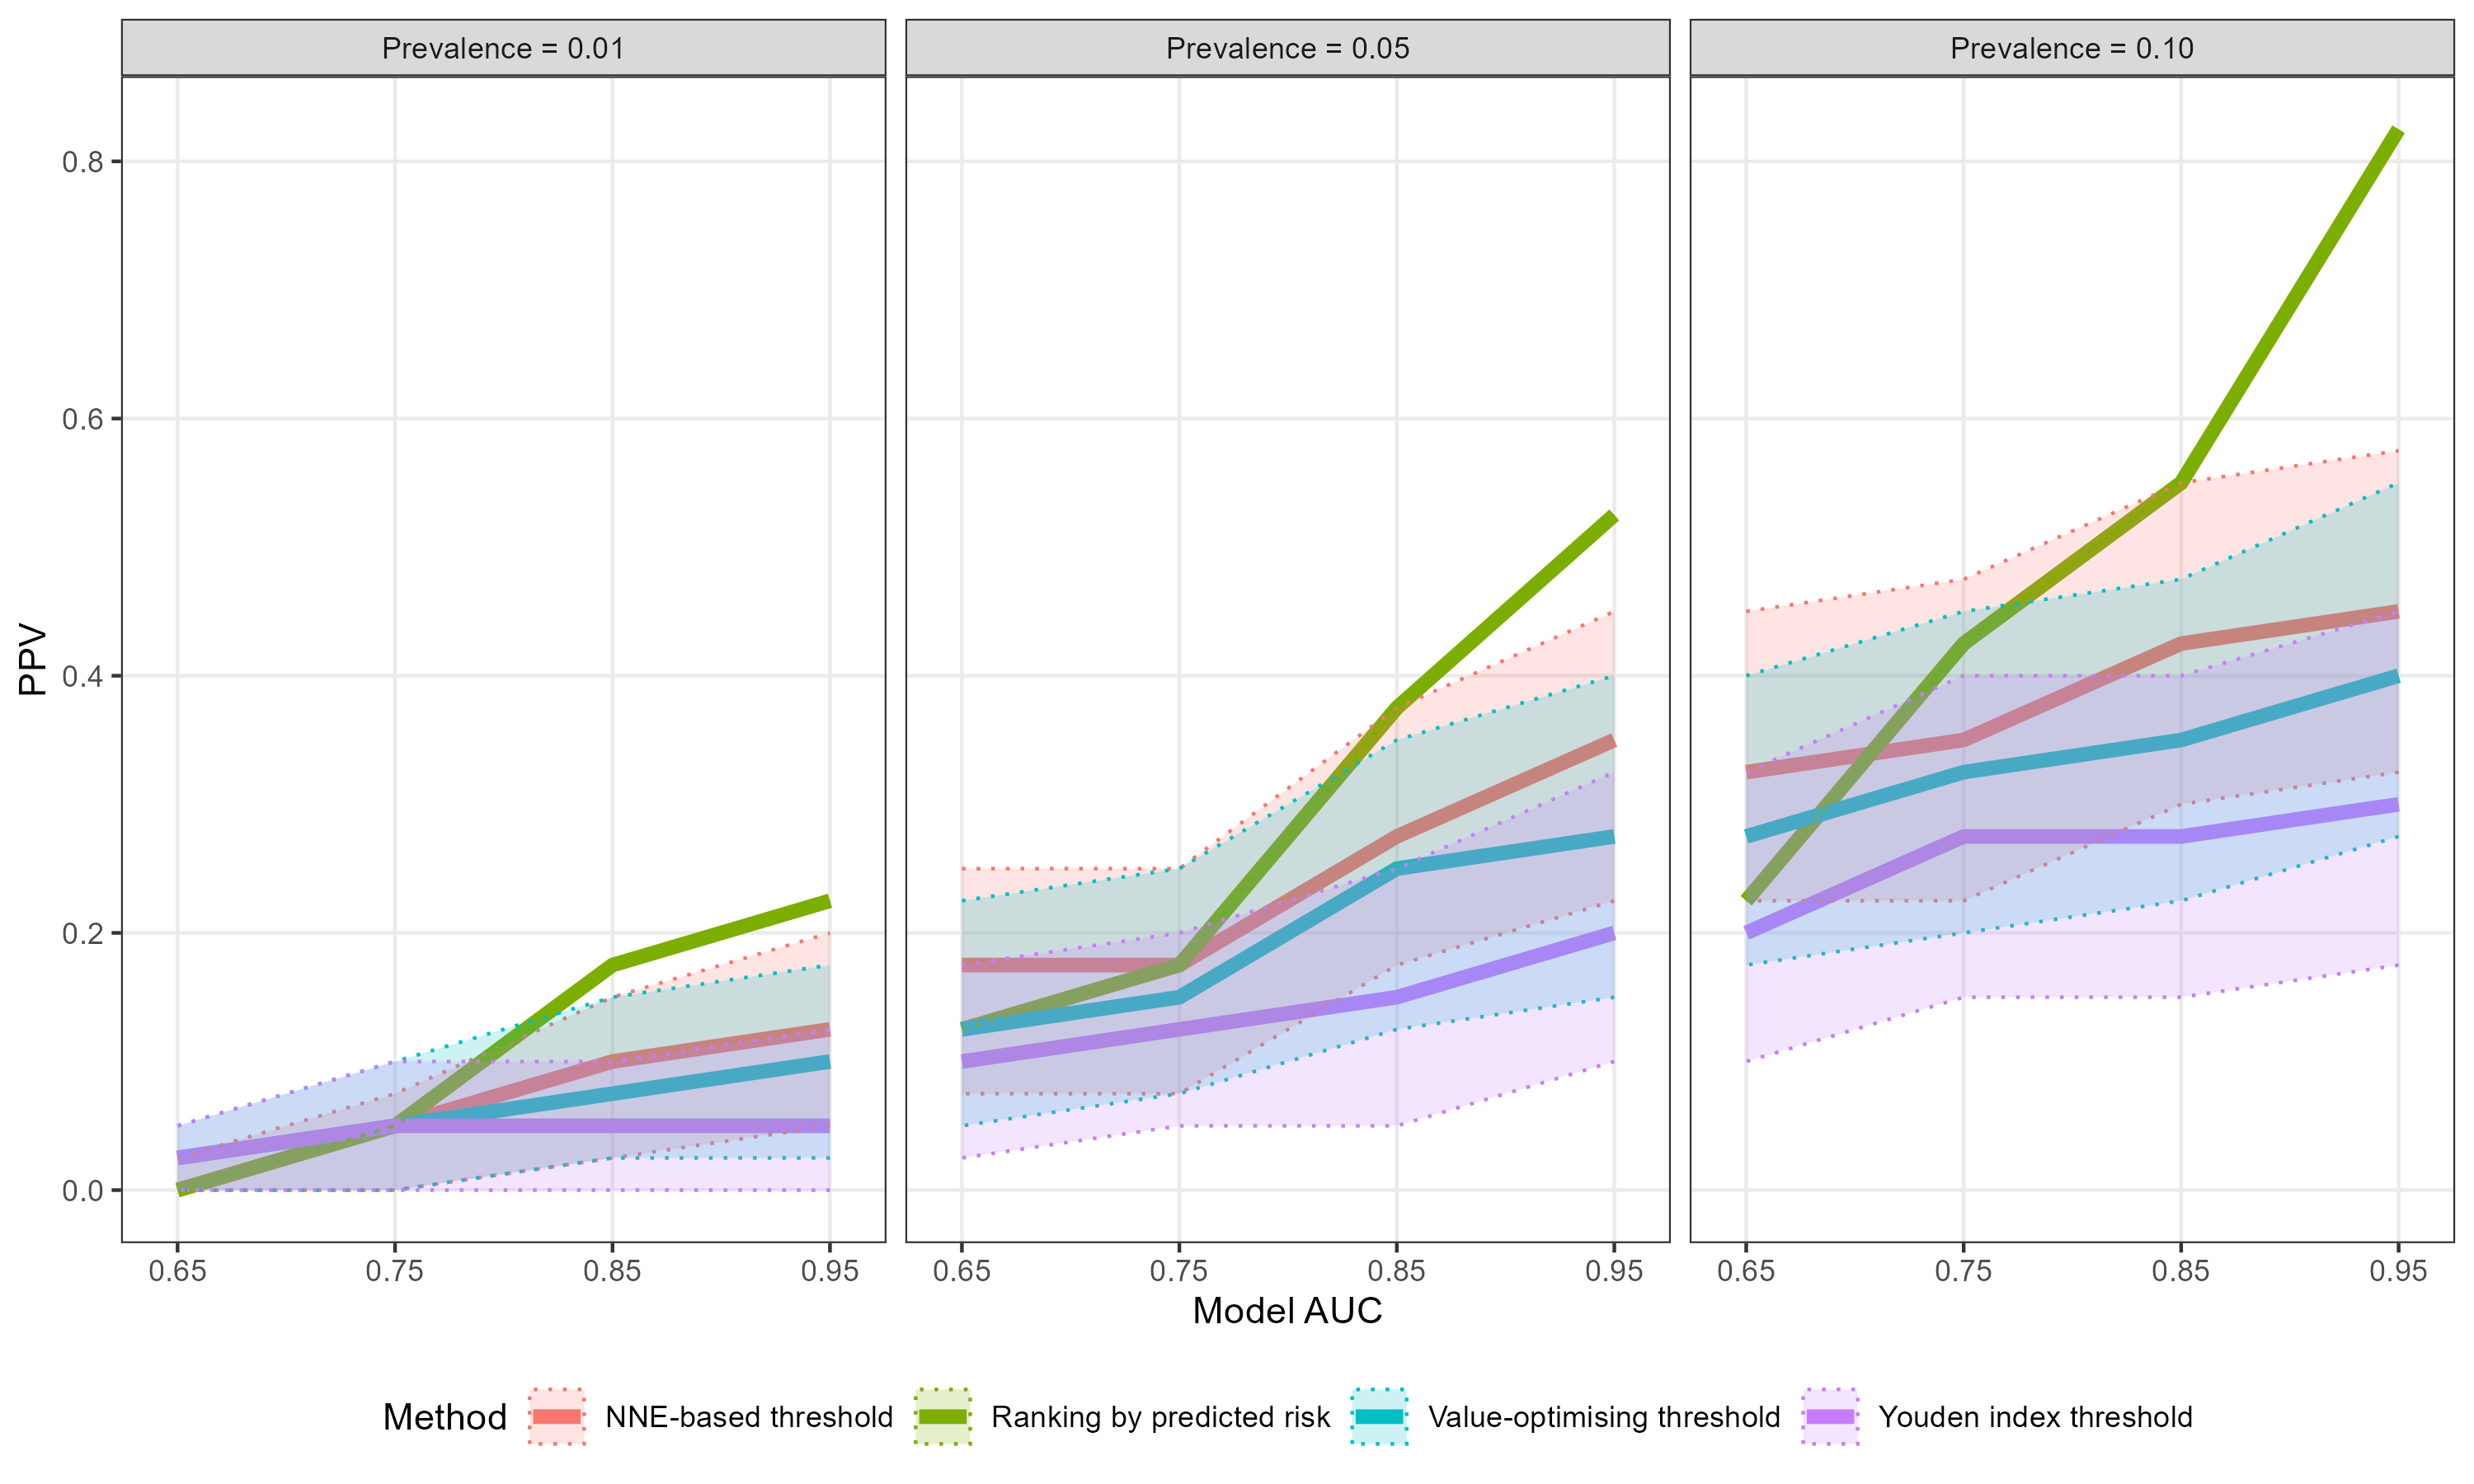 Prevalence = 0.01 Prevalence = 0.05 Prevalence = 0.10
0.8
0.6
0.4
0.2
0.0
PPV
0.65 0.75 0.85 0.95 0.65 0.75 0.85 0.95 0.65 0.75 0.85 0.95
Model AUC
Method NNE-based threshold Ranking by predicted risk Value-optimising threshold Youden index threshold